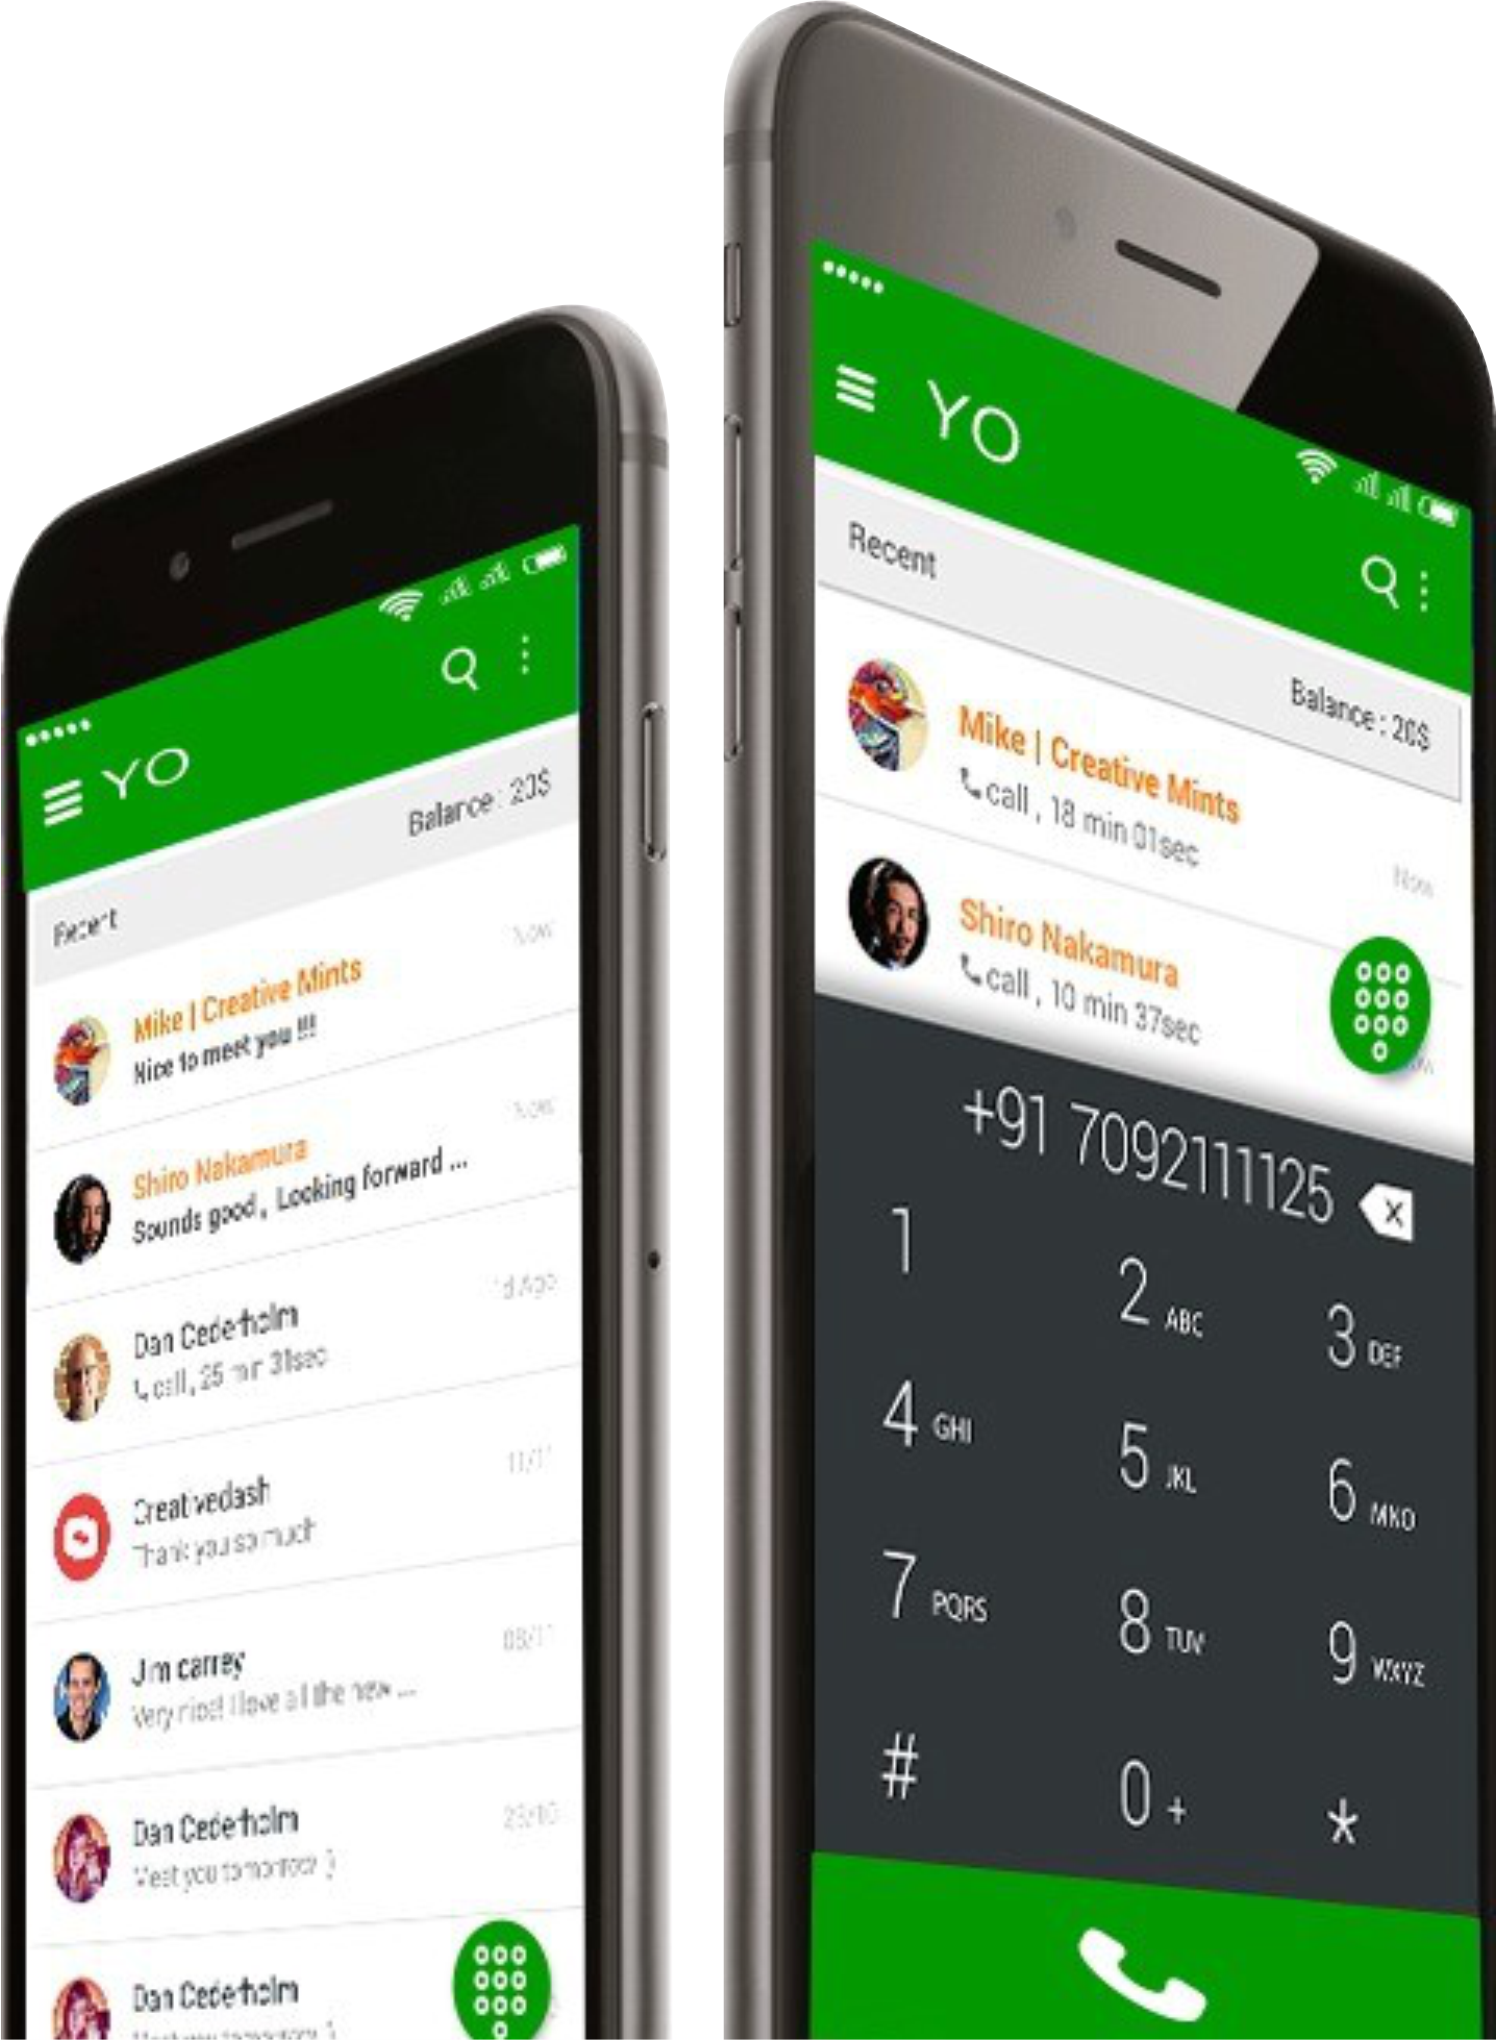 YO
Balance : 20$
Recent
Now
Mike | Creative Mints
Nice to meet you !!!
Now
Shiro Nakamura
Sounds good , Looking forward ...
1d Ago
Dan Cederholm
call , 25 min 31sec
11/11
Creativedash
Thank you so much
08/11
Jim carrey
Very nice! I love all the new ...
23/10
Dan Cederholm
Meet you tomorrow :)
Dan Cederholm
YO
Recent
Balance : 20$
Mike | Creative Mints
call , 18 min 01sec
Now
Shiro Nakamura
call , 10 min 37sec
+91 7092111125
1
2 ABC
3 DEF
4 GHI
5 JKL
6 MNO
7 PQRS
8 TUV
9 WXYZ
#
0 +
*